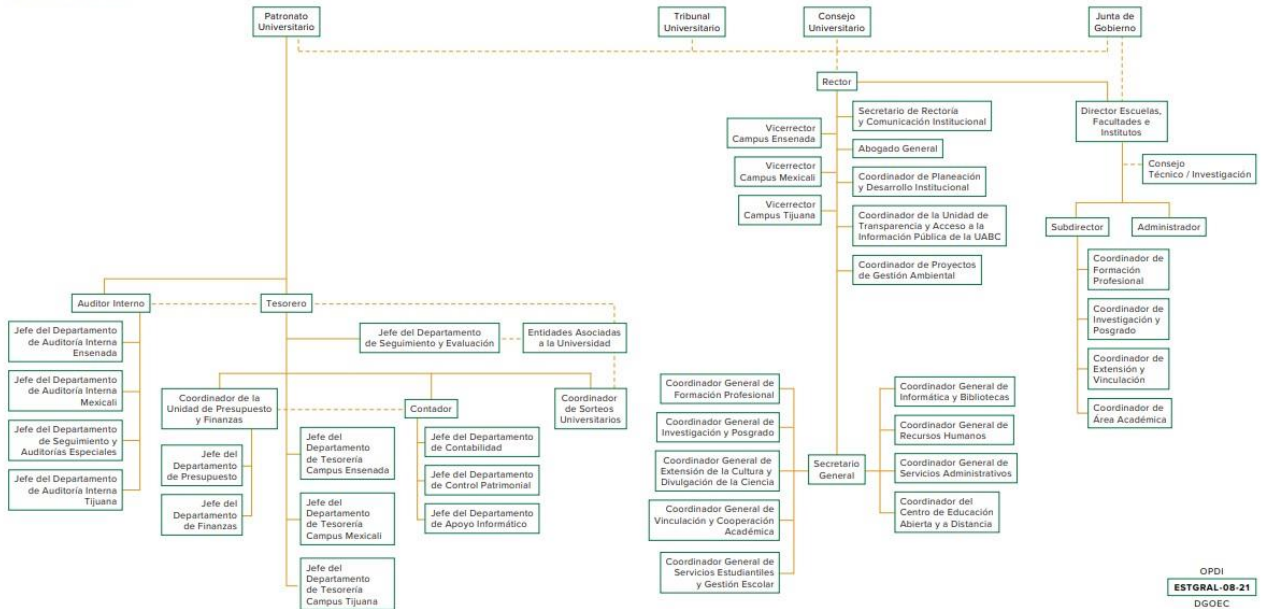 Patronato
Universitario
Tribunal
Universitario
Consejo
Universitario
Junta de
Gobierno
Rector
Secretario de Rectoría
y Comunicación Institucional
Director Escuelas,
Facultades e
Institutos
Vicerrector
Campus Ensenada
Abogado General
Consejo
Técnico / Investigación
Vicerrector
Campus Mexicali
Coordinador de Planeación
y Desarrollo Institucional
Vicerrector
Campus Tijuana
Coordinador de la Unidad de
Transparencia y Acceso a la
Información Pública de la UABC
Subdirector
Administrador
Coordinador de Proyectos
de Gestión Ambiental
Coordinador de
Formación
Profesional
Coordinador de
Investigación y
Posgrado
Coordinador de
Extensión y
Vinculación
Coordinador de
Área Académica
Auditor Interno
Tesorero
Jefe del Departamento
de Auditoría Interna
Ensenada
Jefe del Departamento
de Auditoría Interna
Mexicali
Jefe del Departamento
de Seguimiento y
Auditorías Especiales
Jefe del Departamento
de Auditoría Interna
Tijuana
Jefe del Departamento
de Seguimiento y Evaluación
Entidades Asociadas
a la Universidad
Coordinador de la
Unidad de Presupuesto
y Finanzas
Contador
Coordinador
de Sorteos
Universitarios
Jefe del
Departamento
de Presupuesto
Jefe del
Departamento
de Finanzas
Jefe del
Departamento
de Tesorería
Campus Ensenada
Jefe del
Departamento
de Tesorería
Campus Mexicali
Jefe del
Departamento
de Tesorería
Campus Tijuana
Jefe del Departamento
de Contabilidad
Jefe del Departamento
de Control Patrimonial
Jefe del Departamento
de Apoyo Informático
Coordinador General de
Formación Profesional
Coordinador General de
Investigación y Posgrado
Coordinador General de
Extensión de la Cultura y
Divulgación de la Ciencia
Coordinador General de
Vinculación y Cooperación
Académica
Coordinador General de
Servicios Estudiantiles
y Gestión Escolar
Secretario
General
Coordinador General de
Informática y Bibliotecas
Coordinador General de
Recursos Humanos
Coordinador General de
Servicios Administrativos
Coordinador del
Centro de Educación
Abierta y a Distancia
OPDI
ESTGRAL-08-21
DGOEC